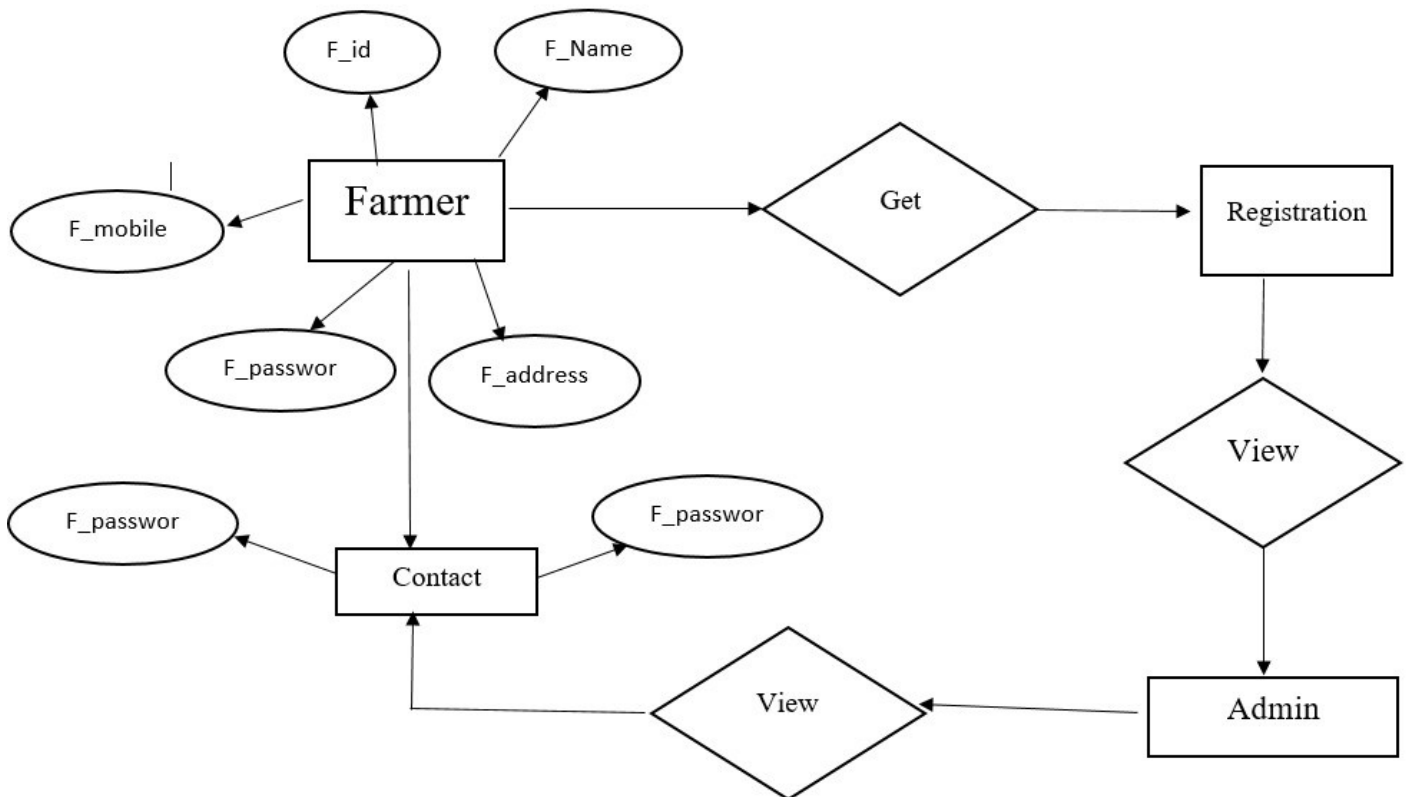 F_id
F_Name
Farmer
Get
Registration
F_mobile
F_passwor
F_address
View
F_passwor
F_passwor
Contact
View
Admin